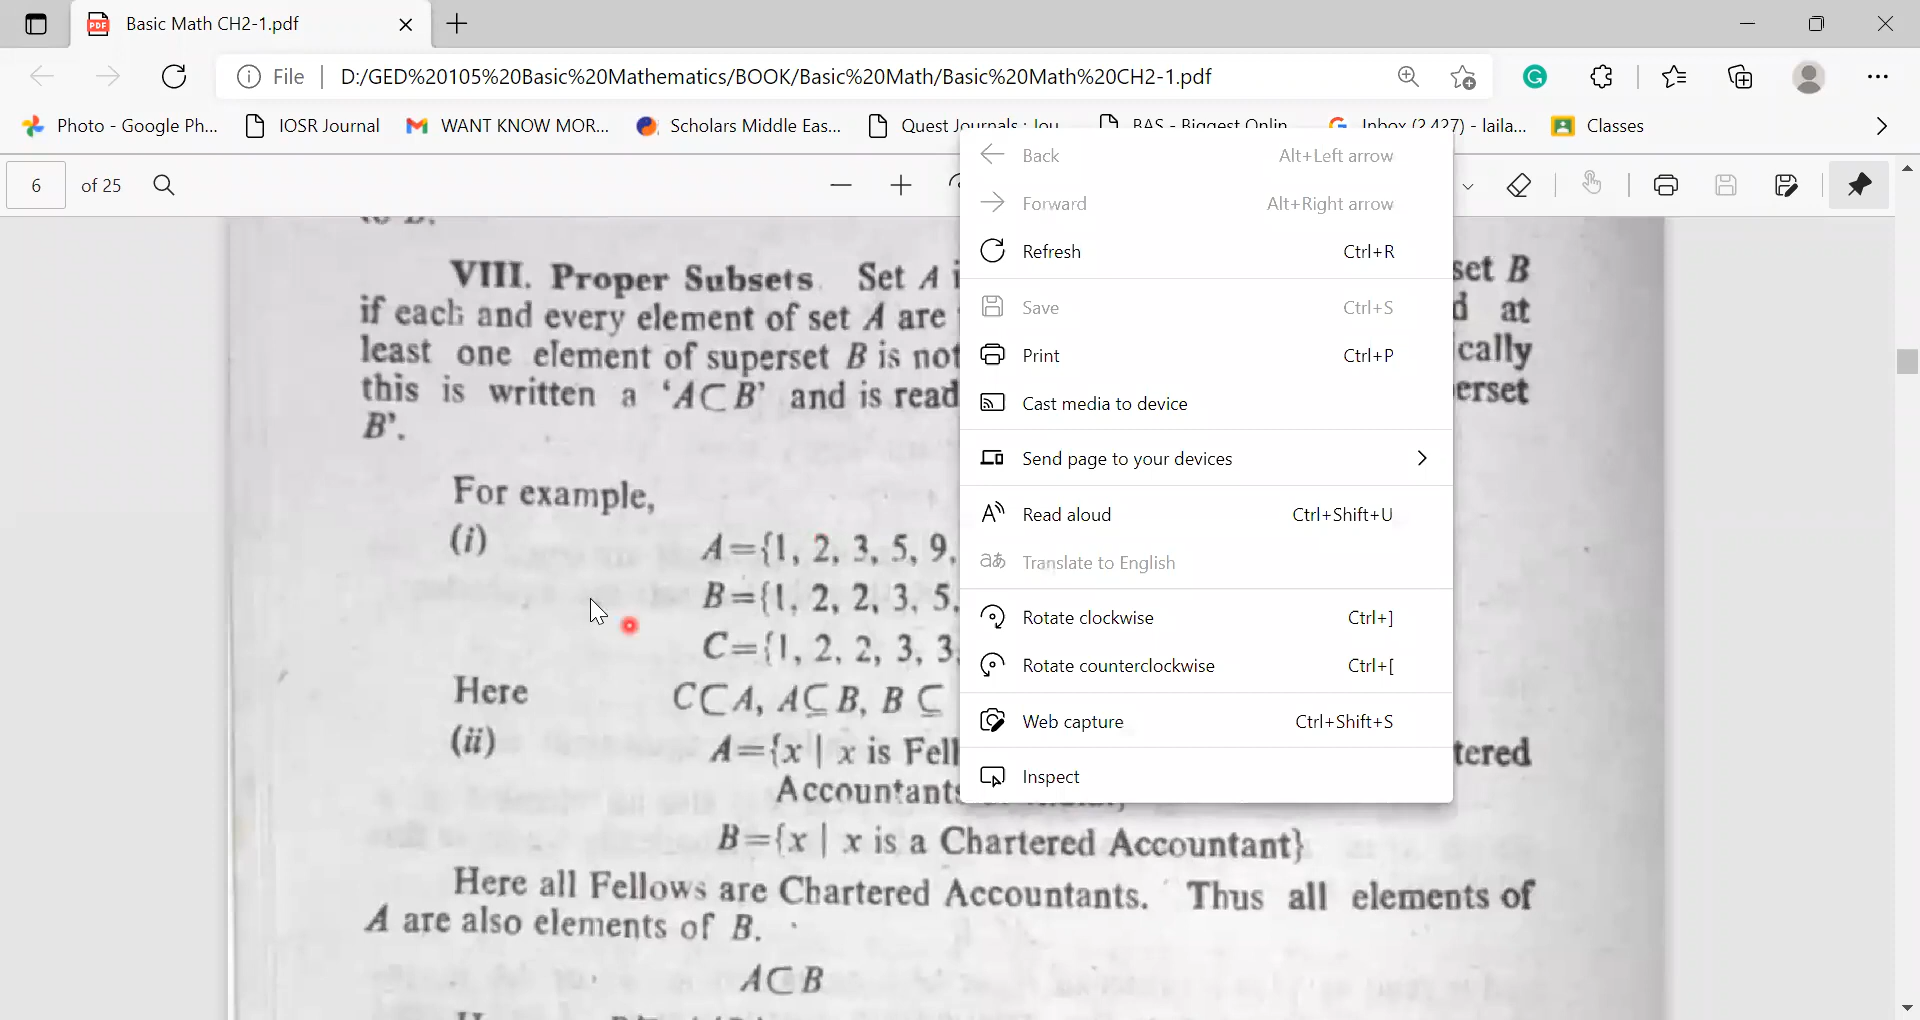 Basic Math CH2-1.pdf
File D:/GED%20105%20Basic%20Mathematics/BOOK/Basic%20Math/Basic%20Math%20CH2-1.pdf
Photo - Google Ph... IOSR Journal WANT KNOW MOR... Scholars Middle Eas... Quest Journals : Jou BAS - Biggest Onlin Inbox (2,427) - laila... Classes
6 of 25
Back Alt+Left arrow
Forward Alt+Right arrow
Refresh Ctrl+R
Save Ctrl+S
Print Ctrl+P
Cast media to device
Send page to your devices
Read aloud Ctrl+Shift+U
Translate to English
Rotate clockwise Ctrl+]
Rotate counterclockwise Ctrl+[
Web capture Ctrl+Shift+S
Inspect
VIII. Proper Subsets. Set A set B
if each and every element of set A are at
least one element of superset B is not
this is written a ‘A⊂B’ and is read
B’.
For example,
(i) A={1, 2, 3, 5, 9,
B={1, 2, 2, 3, 5,
C={1, 2, 2, 3, 3,
Here C⊂A, A⊆B, B ⊆
(ii) A={x | x is Fell tered
Accountants
B={x | x is a Chartered Accountant}
Here all Fellows are Chartered Accountants. Thus all elements of
A are also elements of B.
A⊂B